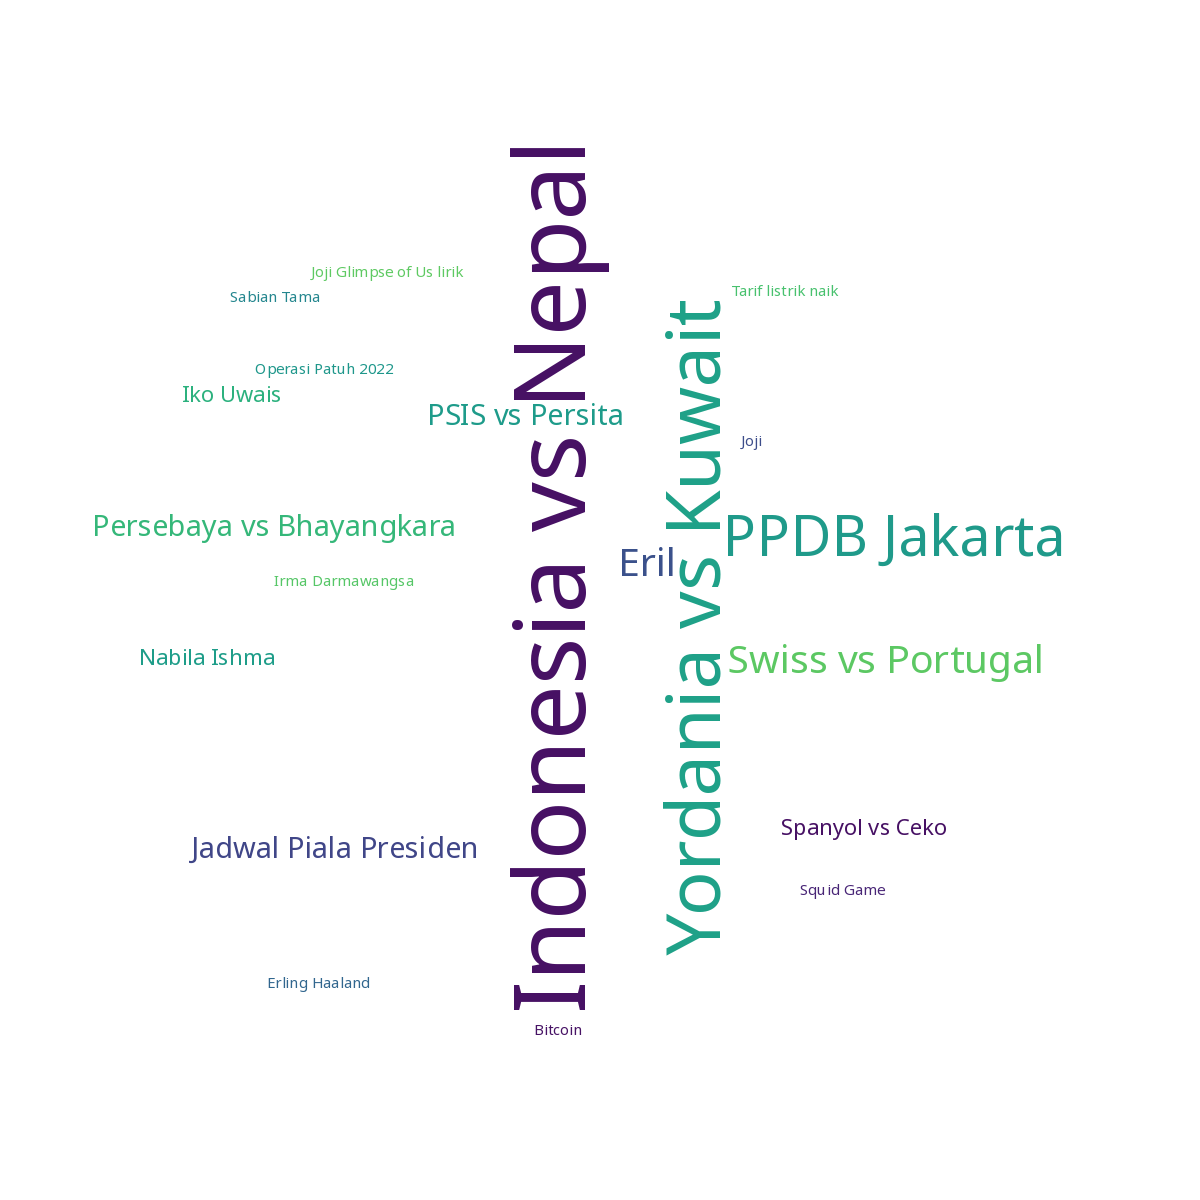 Indonesia vs Nepal
Joji Glimpse of Us lirik
Tarif listrik naik
Sabian Tama
Yordania vs Kuwait
Operasi Patuh 2022
Iko Uwais
PSIS vs Persita
Joji
Persebaya vs Bhayangkara
PPDB Jakarta
Eril
Irma Darmawangsa
Nabila Ishma
Swiss vs Portugal
Spanyol vs Ceko
Jadwal Piala Presiden
Squid Game
Erling Haaland
Bitcoin